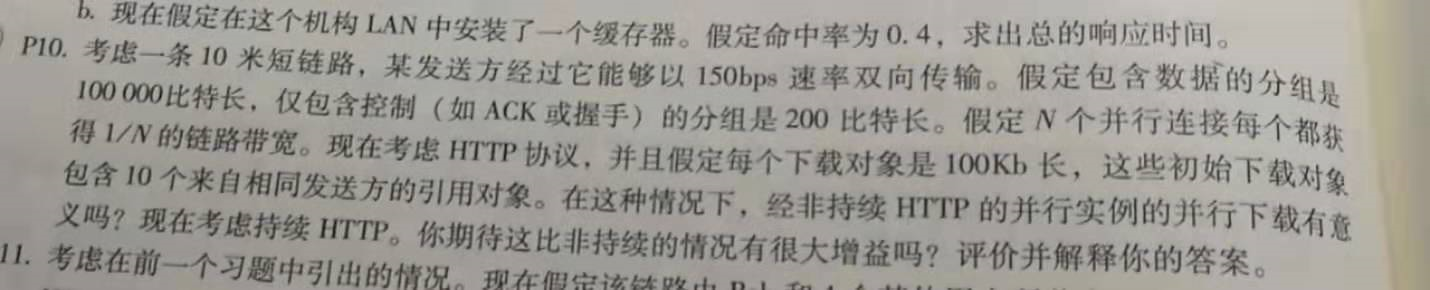 b. 现在假定在这个机构 LAN 中安装了一个缓存器。假定命中率为 0.4，求出总的响应时间。
P10. 考虑一条 10 米短链路，某发送方经过它能够以 150bps 速率双向传输。假定包含数据的分组是
100 000比特长，仅包含控制（如 ACK 或握手）的分组是 200 比特长。假定 N 个并行连接每个都获
得 1/N 的链路带宽。现在考虑 HTTP 协议，并且假定每个下载对象是 100Kb 长，这些初始下载对象
包含 10 个来自相同发送方的引用对象。在这种情况下，经非持续 HTTP 的并行实例的并行下载有意
义吗？现在考虑持续 HTTP。你期待这比非持续的情况有很大增益吗？评价并解释你的答案。
11. 考虑在前一个习题中引出的情况。现在假定该链路由